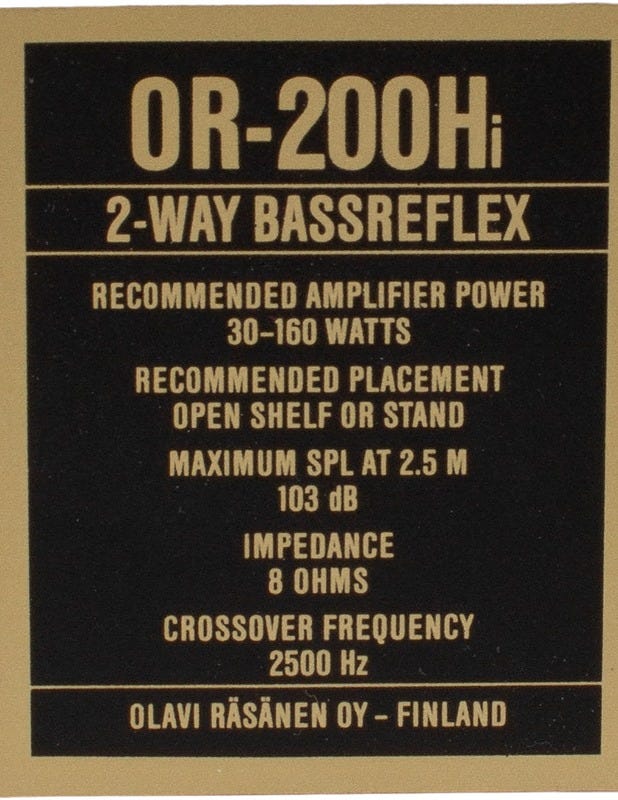 OR-200Hi
2-WAY BASSREFLEX
RECOMMENDED AMPLIFIER POWER
30–160 WATTS
RECOMMENDED PLACEMENT
OPEN SHELF OR STAND
MAXIMUM SPL AT 2.5 M
103 dB
IMPEDANCE
8 OHMS
CROSSOVER FREQUENCY
2500 Hz
OLAVI RÄSÄNEN OY – FINLAND